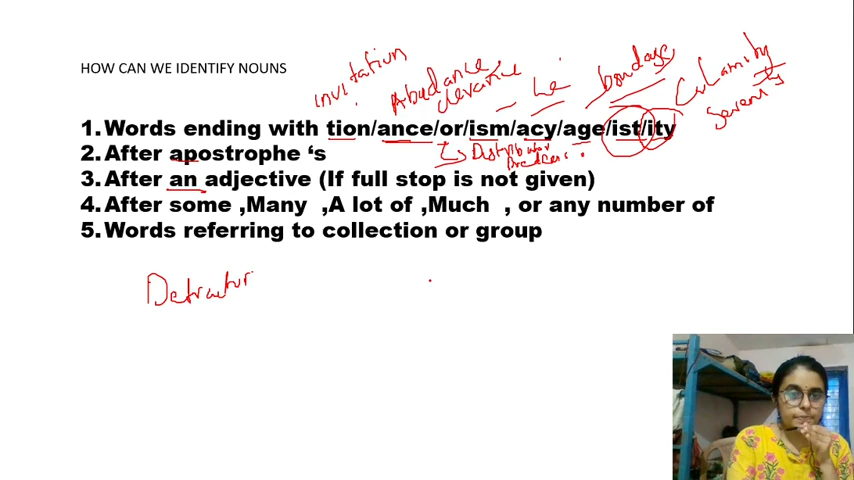 HOW CAN WE IDENTIFY NOUNS
invitation
Abudance
bondage
Calamity
1.Words ending with tion/ance/or/ism/acy/age/ist/ity
Distributor
2.After apostrophe ‘s
3.After an adjective (If full stop is not given)
4.After some ,Many ,A lot of ,Much , or any number of
5.Words referring to collection or group
Detractor